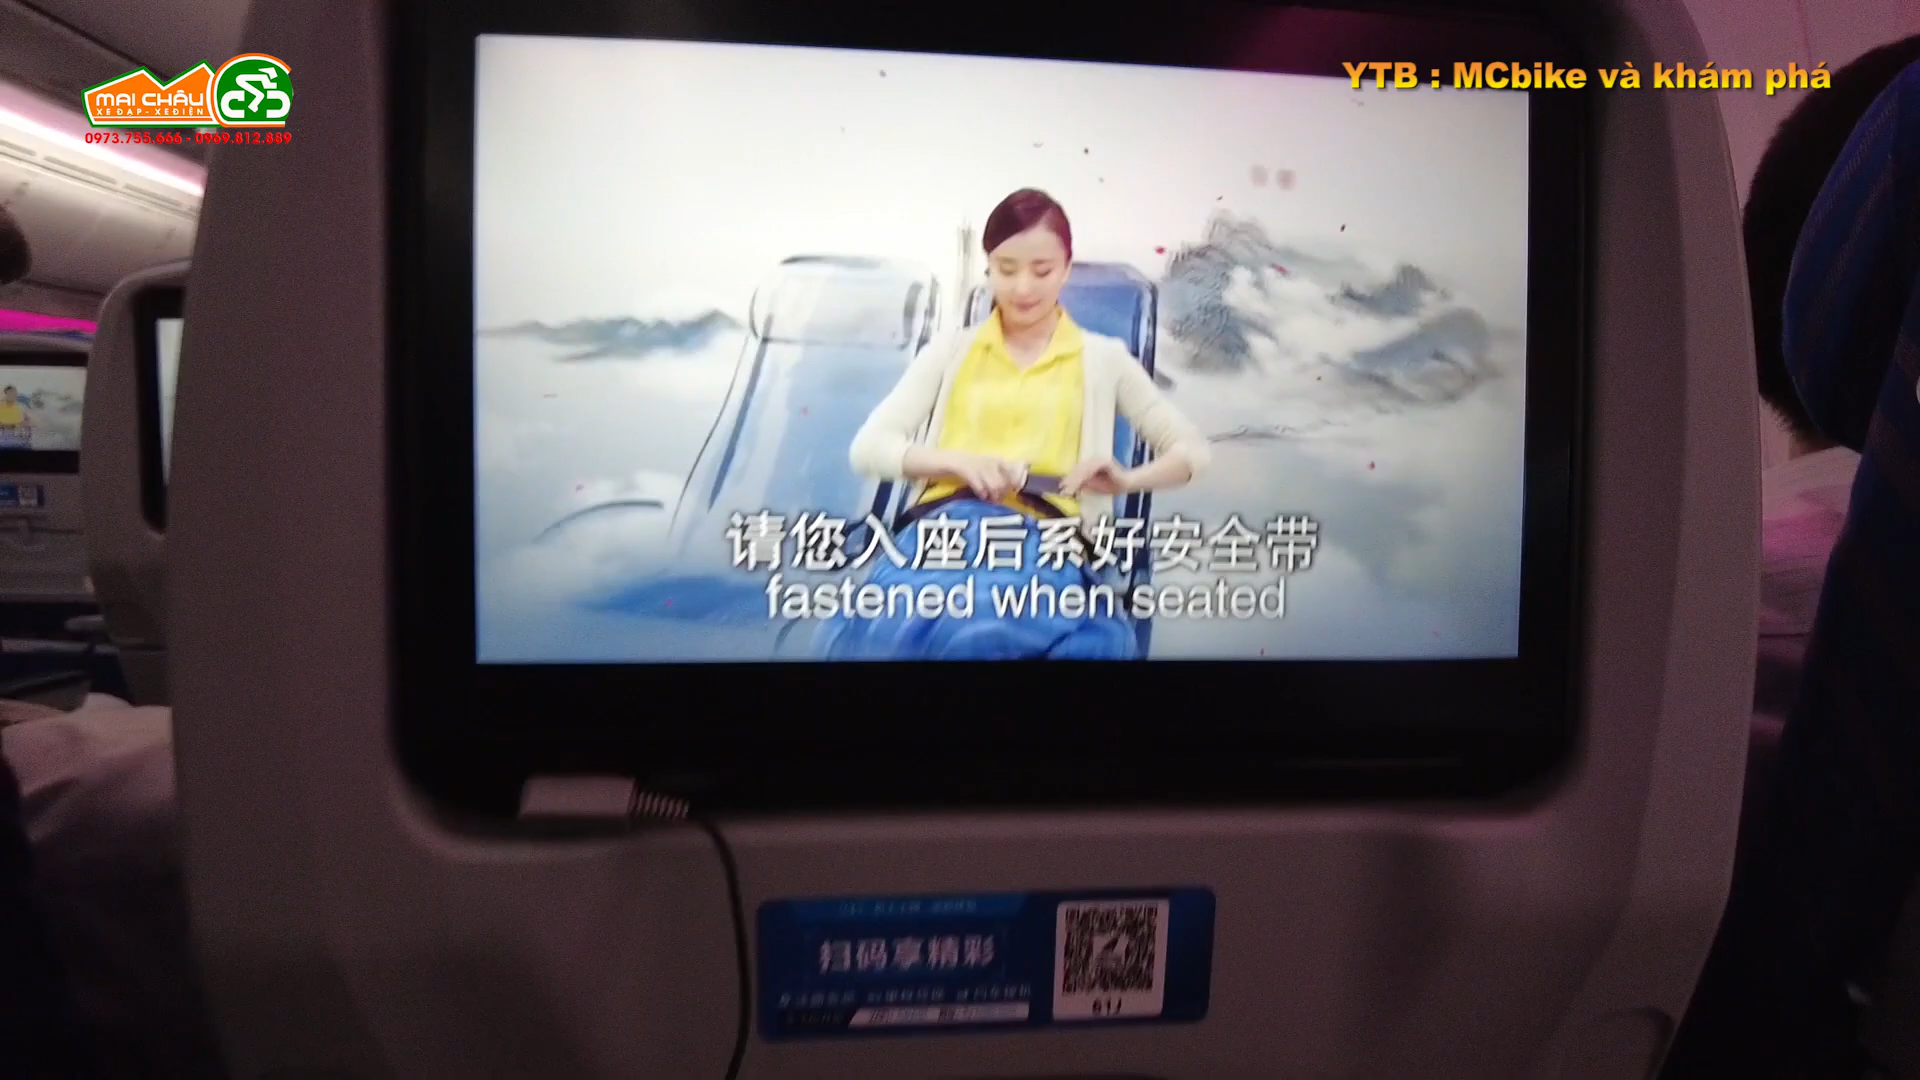 MAI CHÂU
XE ĐẠP - XE ĐIỆN
0973.755.666 - 0969.812.889
YTB : MCbike và khám phá
请您入座后系好安全带
fastened when seated
扫码享精彩
61J